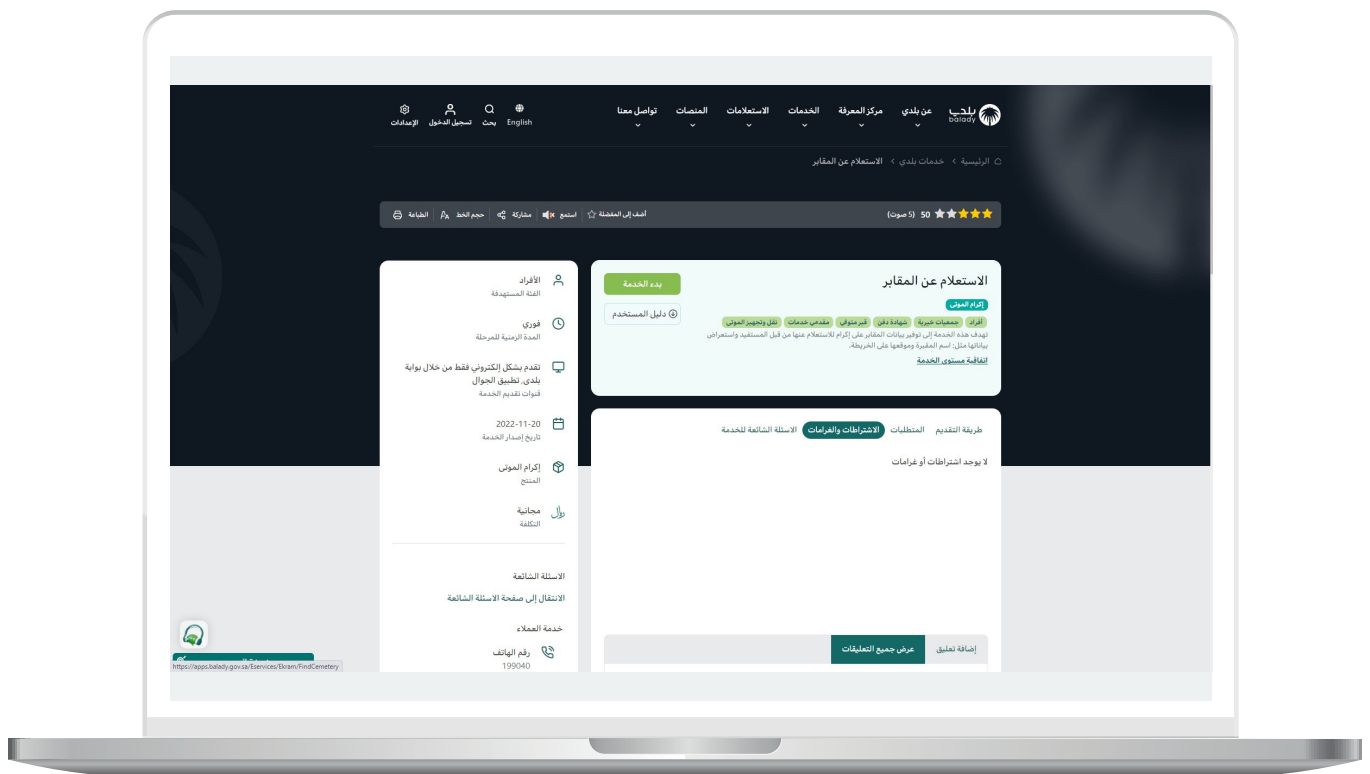 بلدي
balady
عن بلدي
مركز المعرفة
الخدمات
الاستعلامات
المنصات
تواصل معنا
English
بحث
تسجيل الدخول
الإعدادات
الرئيسية › خدمات بلدي › الاستعلام عن المقابر
50 (5 صوت)
أضف إلى المفضلة
استمع
مشاركة
حجم الخط
الطباعة
الاستعلام عن المقابر
إكرام الموتى
أفراد جمعيات خيرية شهادة دفن قبر متوفي مقدمي خدمات نقل وتجهيز الموتى
تهدف هذه الخدمة إلى توفير بيانات المقابر على إكرام للاستعلام عنها من قبل المستفيد واستعراض
بياناتها مثل: اسم المقبرة وموقعها على الخريطة.
اتفاقية مستوى الخدمة
بدء الخدمة
دليل المستخدم
طريقة التقديم المتطلبات الاشتراطات والغرامات الاسئلة الشائعة للخدمة
لا يوجد اشتراطات أو غرامات
إضافة تعليق
عرض جميع التعليقات
الأفراد
الفئة المستهدفة
فوري
المدة الزمنية للمرحلة
تقدم بشكل إلكتروني فقط من خلال بوابة
بلدي, تطبيق الجوال
قنوات تقديم الخدمة
2022-11-20
تاريخ إصدار الخدمة
إكرام الموتى
المنتج
مجانية
التكلفة
الاسئلة الشائعة
الانتقال إلى صفحة الاسئلة الشائعة
خدمة العملاء
رقم الهاتف
199040
https://apps.balady.gov.sa/Eservices/Ekram/FindCemetery